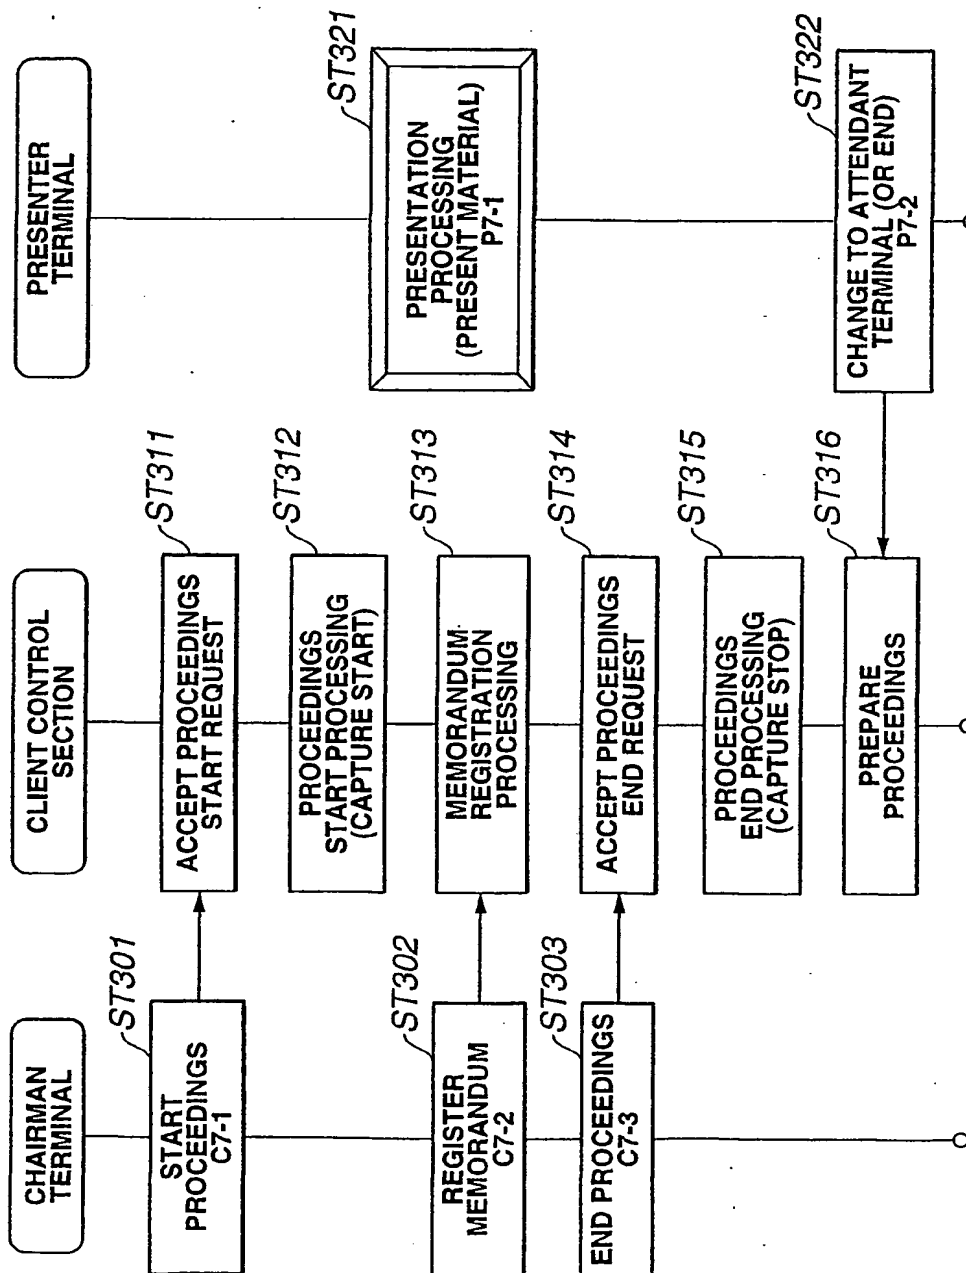 CHAIRMAN
TERMINAL
ST301
START
PROCEEDINGS
C7-1
ST302
REGISTER
MEMORANDUM
C7-2
ST303
END PROCEEDINGS
C7-3
CLIENT CONTROL
SECTION
ST311
ACCEPT PROCEEDINGS
START REQUEST
ST312
PROCEEDINGS
START PROCESSING
(CAPTURE START)
ST313
MEMORANDUM
REGISTRATION
PROCESSING
ST314
ACCEPT PROCEEDINGS
END REQUEST
ST315
PROCEEDINGS
END PROCESSING
(CAPTURE STOP)
ST316
PREPARE
PROCEEDINGS
PRESENTER
TERMINAL
ST321
PRESENTATION
PROCESSING
(PRESENT MATERIAL)
P7-1
ST322
CHANGE TO ATTENDANT
TERMINAL (OR END)
P7-2